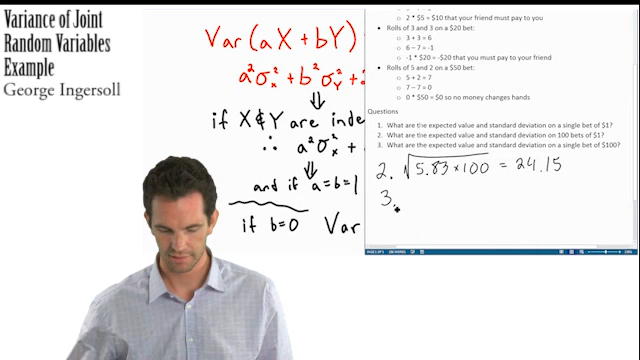 Variance of Joint
Random Variables
Example
George Ingersoll
Var(aX + bY)
a²σₓ² + b²σ_Y² + 2
⇓
if X & Y are inde
∴ a²σₓ² +
⇓
and if a = b = 1
if b=0 Var
○ 2 * $5 = $10 that your friend must pay to you
• Rolls of 3 and 3 on $20 bet:
○ 3 + 3 = 6
○ 6 – 7 = -1
○ -1 * $20 = -$20 that you must pay to your friend
• Rolls of 5 and 2 on $50 bet:
○ 5 + 2 = 7
○ 7 – 7 = 0
○ 0 * $50 = $0 so no money changes hands
Questions
1. What are the expected value and standard deviation on a single bet of $1?
2. What are the expected value and standard deviation on 100 bets of $1?
3. What are the expected value and standard deviation on a single bet of $100?
2. √5.83 × 100 = 24.15
3.